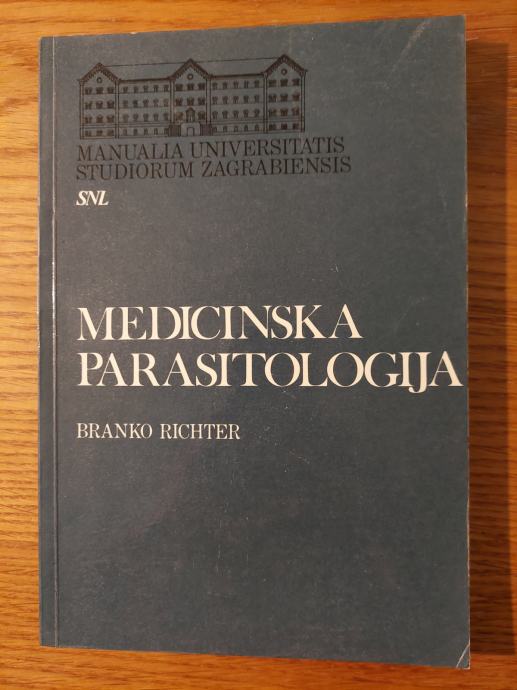 MANUALIA UNIVERSITATIS
STUDIORUM ZAGRABIENSIS
SNL
MEDICINSKA
PARASITOLOGIJA
BRANKO RICHTER